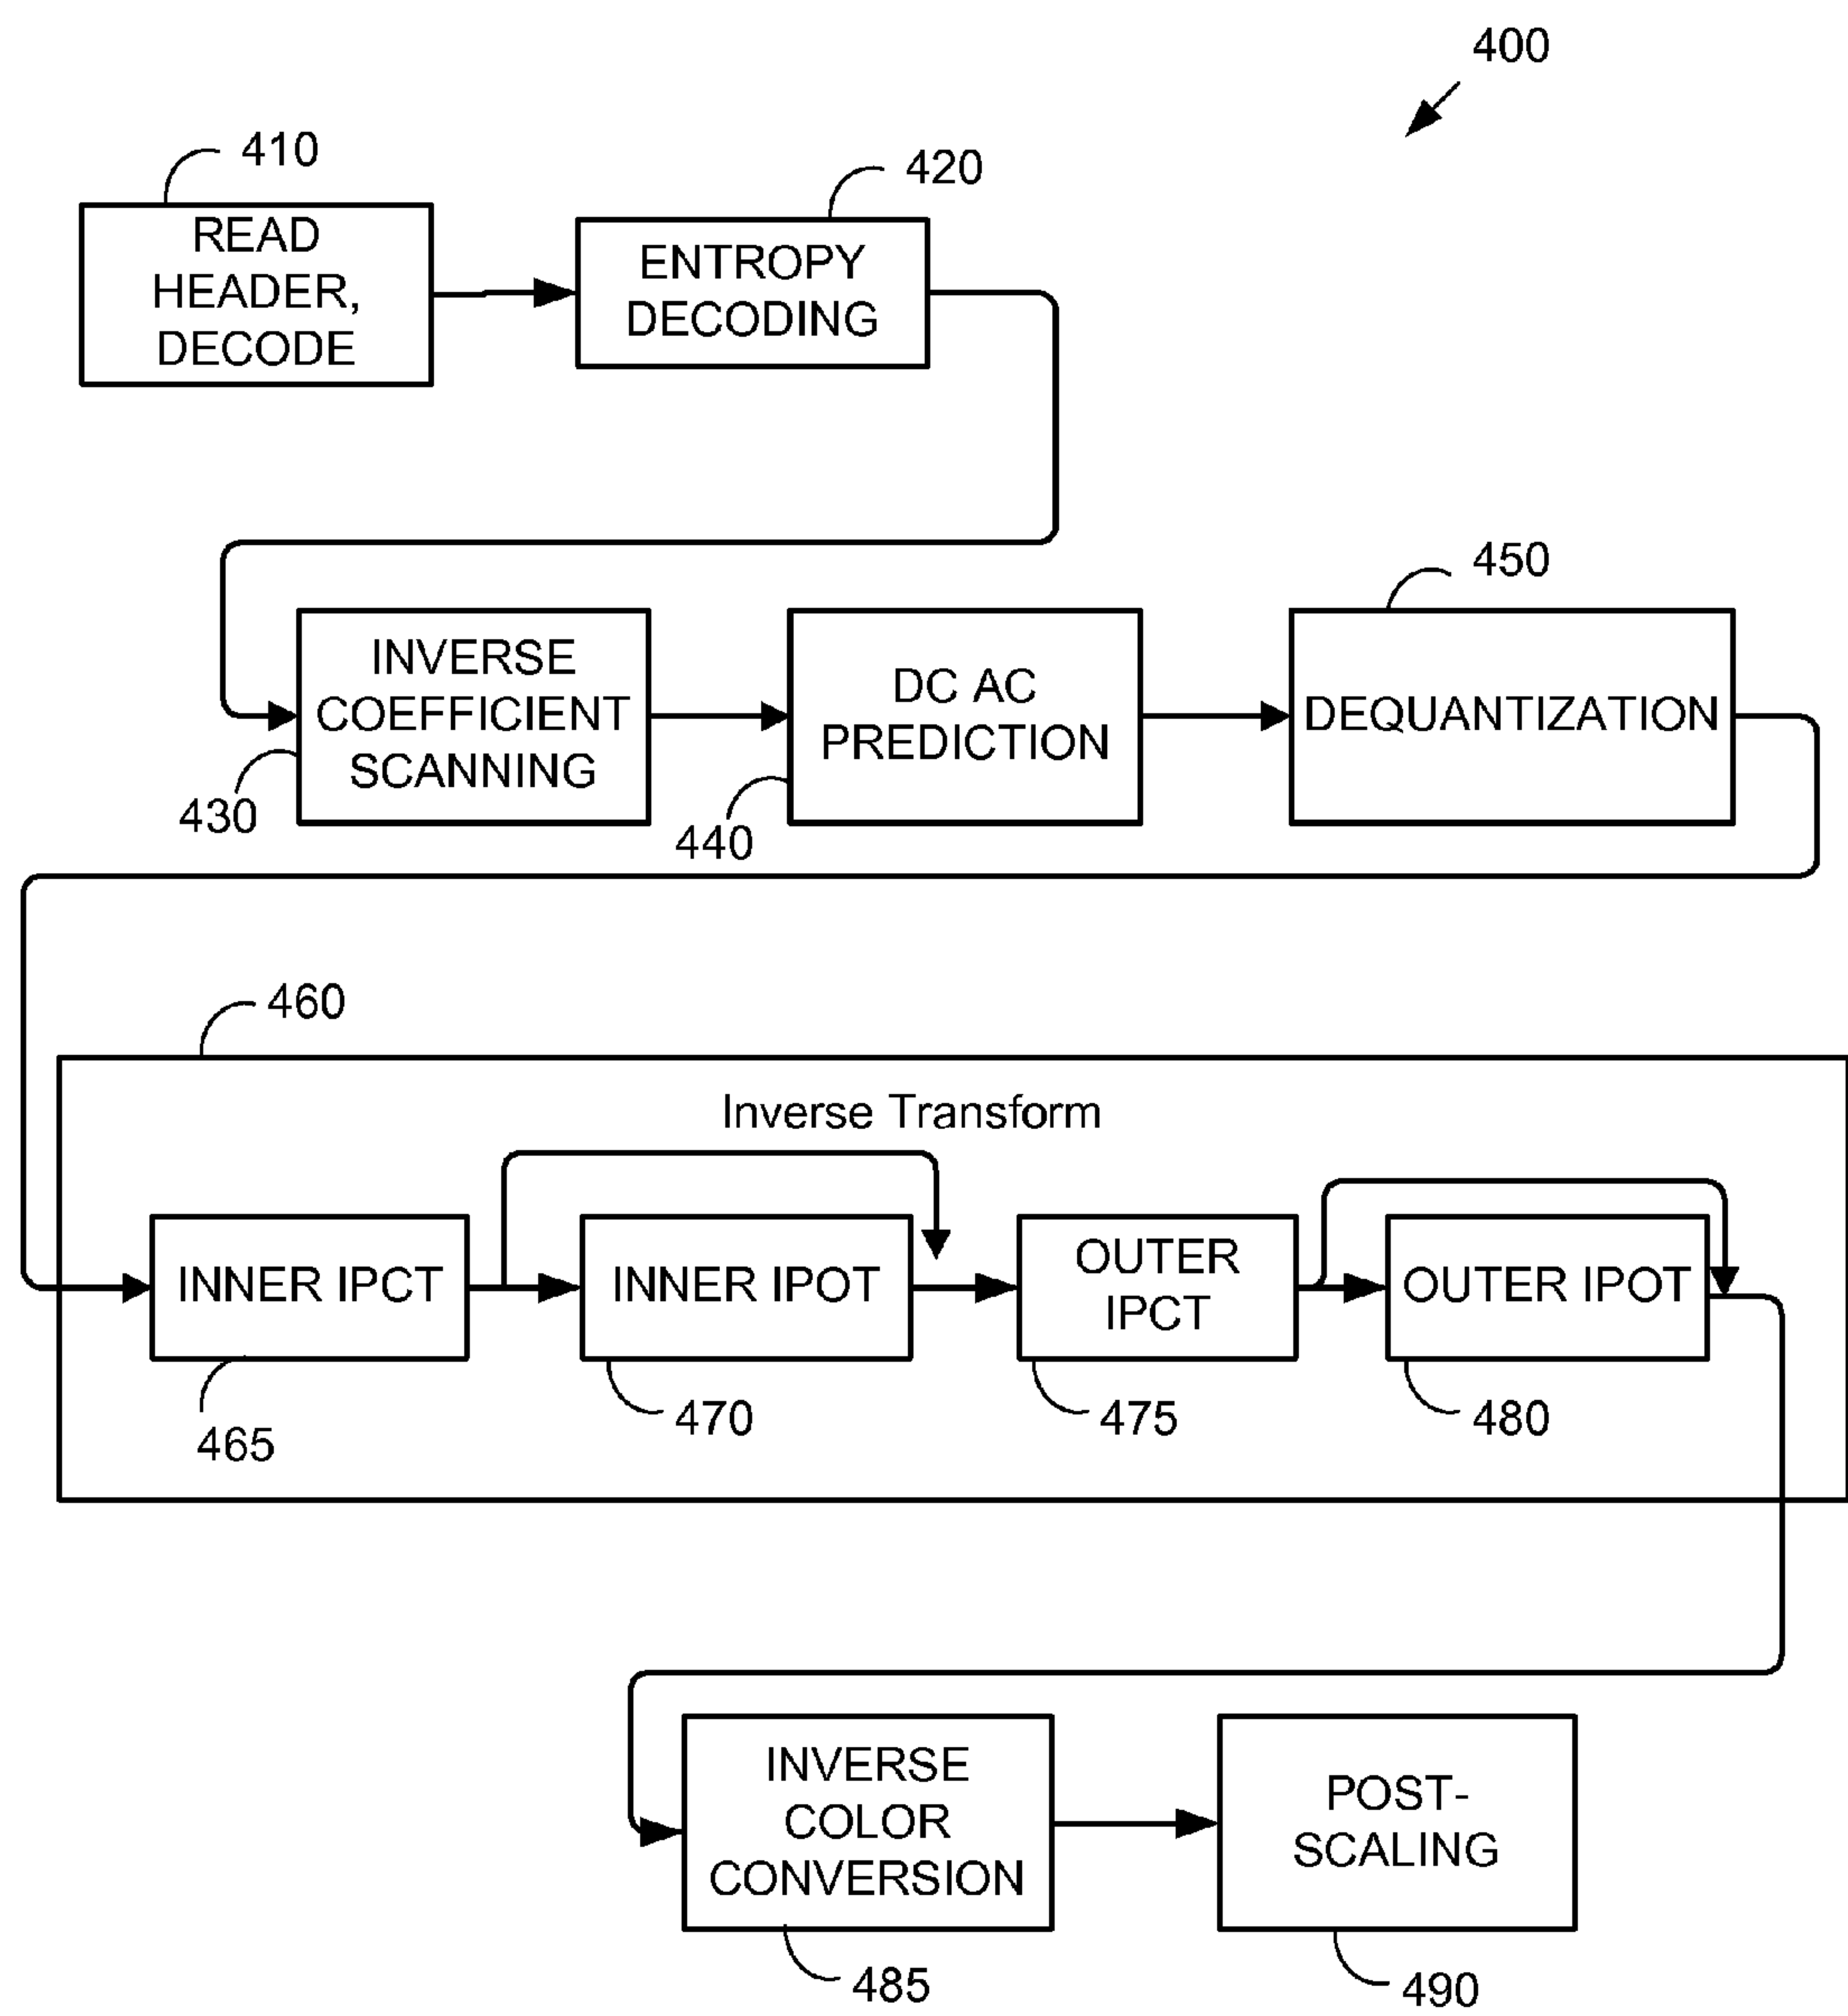 400
410
READ
HEADER,
DECODE
420
ENTROPY
DECODING
INVERSE
COEFFICIENT
SCANNING
430
DC AC
PREDICTION
440
450
DEQUANTIZATION
460
Inverse Transform
INNER IPCT
465
INNER IPOT
470
OUTER
IPCT
475
OUTER IPOT
480
INVERSE
COLOR
CONVERSION
485
POST-
SCALING
490